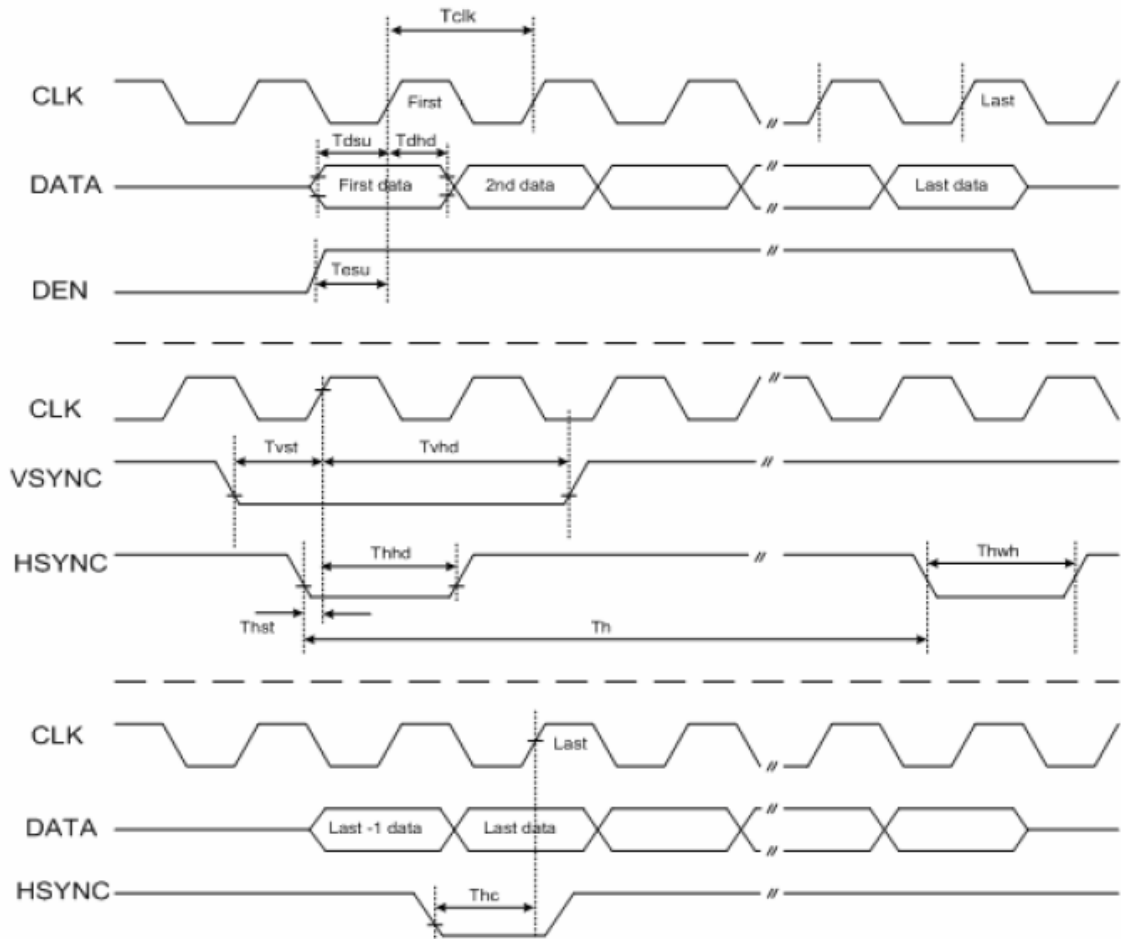 Tclk
CLK
First
Last
Tdsu
Tdhd
DATA
First data
2nd data
Last data
DEN
Tesu
CLK
VSYNC
Tvst
Tvhd
HSYNC
Thhd
Thwh
Thst
Th
CLK
Last
DATA
Last -1 data
Last data
HSYNC
Thc